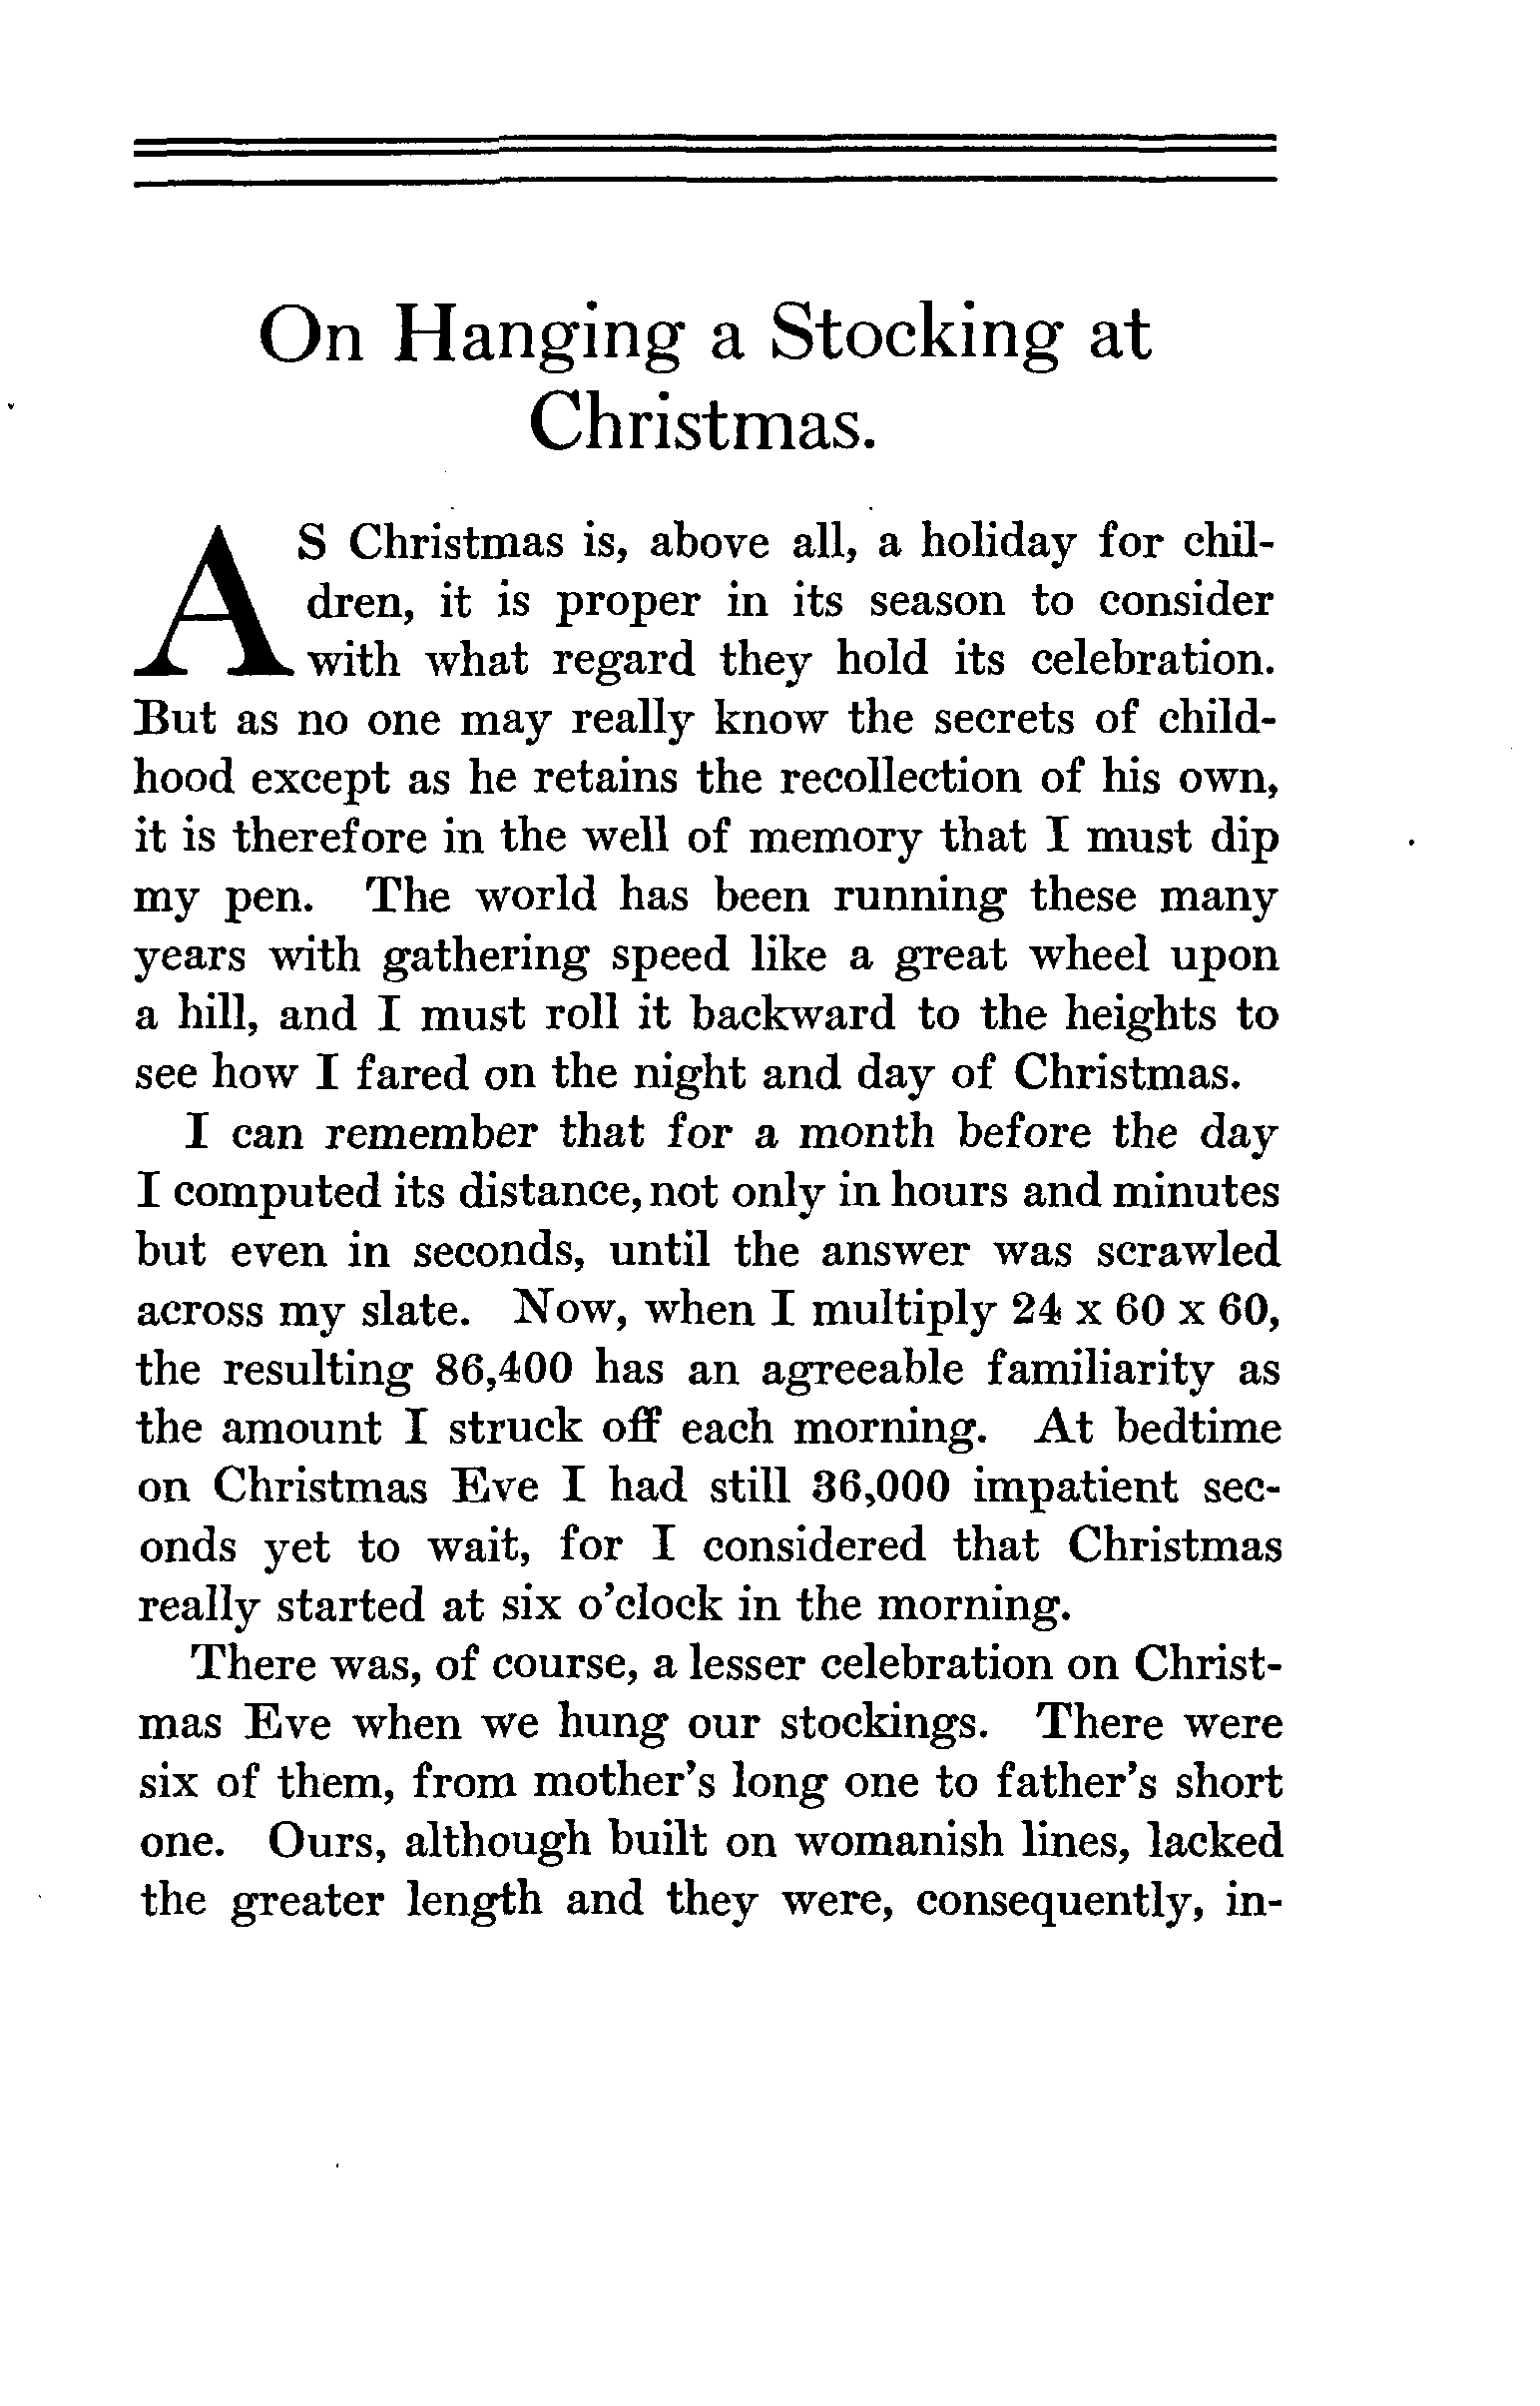 On Hanging a Stocking at
Christmas.
AS Christmas is, above all, a holiday for chil-
dren, it is proper in its season to consider
with what regard they hold its celebration.
But as no one may really know the secrets of child-
hood except as he retains the recollection of his own,
it is therefore in the well of memory that I must dip
my pen. The world has been running these many
years with gathering speed like a great wheel upon
a hill, and I must roll it backward to the heights to
see how I fared on the night and day of Christmas.
I can remember that for a month before the day
I computed its distance, not only in hours and minutes
but even in seconds, until the answer was scrawled
across my slate. Now, when I multiply 24 x 60 x 60,
the resulting 86,400 has an agreeable familiarity as
the amount I struck off each morning. At bedtime
on Christmas Eve I had still 36,000 impatient sec-
onds yet to wait, for I considered that Christmas
really started at six o'clock in the morning.
There was, of course, a lesser celebration on Christ-
mas Eve when we hung our stockings. There were
six of them, from mother's long one to father's short
one. Ours, although built on womanish lines, lacked
the greater length and they were, consequently, in-